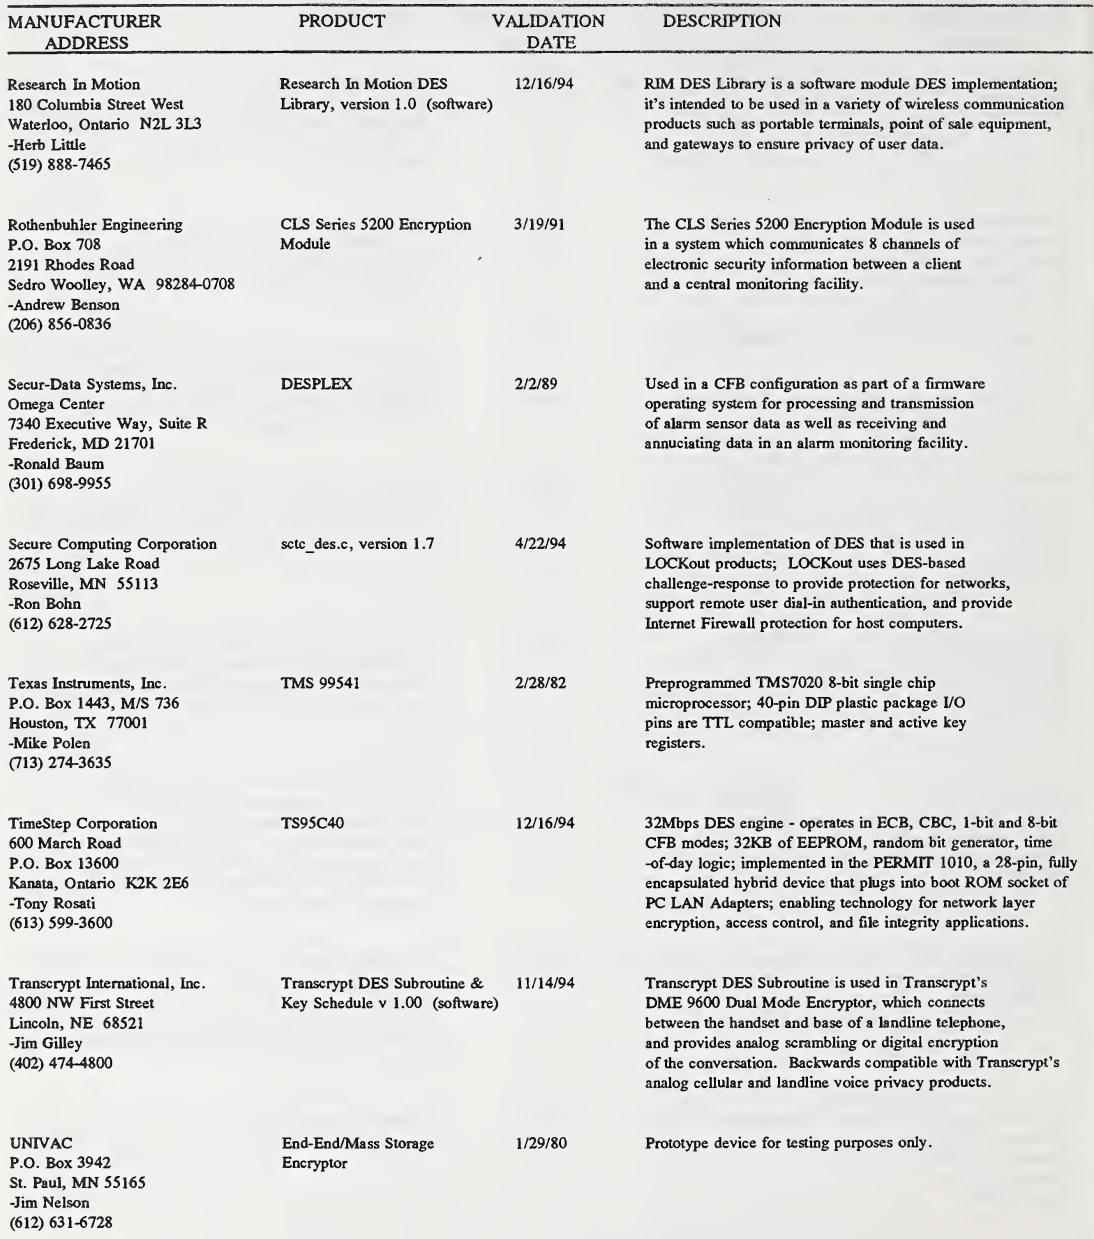 MANUFACTURER PRODUCT VALIDATION DESCRIPTION
ADDRESS DATE
Research In Motion Research In Motion DES 12/16/94 RIM DES Library is a software module DES implementation;
180 Columbia Street West Library, version 1.0 (software) it's intended to be used in a variety of wireless communication
Waterloo, Ontario N2L 3L3 products such as portable terminals, point of sale equipment,
-Herb Little and gateways to ensure privacy of user data.
(519) 888-7465
Rothenbuhler Engineering CLS Series 5200 Encryption 3/19/91 The CLS Series 5200 Encryption Module is used
P.O. Box 708 Module in a system which communicates 8 channels of
2191 Rhodes Road electronic security information between a client
Sedro Woolley, WA 98284-0708 and a central monitoring facility.
-Andrew Benson
(206) 856-0836
Secur-Data Systems, Inc. DESPLEX 2/2/89 Used in a CFB configuration as part of a firmware
Omega Center operating system for processing and transmission
7340 Executive Way, Suite R of alarm sensor data as well as receiving and
Frederick, MD 21701 annuciating data in an alarm monitoring facility.
-Ronald Baum
(301) 698-9955
Secure Computing Corporation sctc_des.c, version 1.7 4/22/94 Software implementation of DES that is used in
2675 Long Lake Road LOCKout products; LOCKout uses DES-based
Roseville, MN 55113 challenge-response to provide protection for networks,
-Ron Bohn support remote user dial-in authentication, and provide
(612) 628-2725 Internet Firewall protection for host computers.
Texas Instruments, Inc. TMS 99541 2/28/82 Preprogrammed TMS7020 8-bit single chip
P.O. Box 1443, M/S 736 microprocessor; 40-pin DIP plastic package I/O
Houston, TX 77001 pins are TTL compatible; master and active key
-Mike Polen registers.
(713) 274-3635
TimeStep Corporation TS95C40 12/16/94 32Mbps DES engine - operates in ECB, CBC, 1-bit and 8-bit
600 March Road CFB modes; 32KB of EEPROM, random bit generator, time
P.O. Box 13600 -of-day logic; implemented in the PERMIT 1010, a 28-pin, fully
Kanata, Ontario K2K 2E6 encapsulated hybrid device that plugs into boot ROM socket of
-Tony Rosati PC LAN Adapters; enabling technology for network layer
(613) 599-3600 encryption, access control, and file integrity applications.
Transcrypt International, Inc. Transcrypt DES Subroutine & 11/14/94 Transcrypt DES Subroutine is used in Transcrypt's
4800 NW First Street Key Schedule v 1.00 (software) DME 9600 Dual Mode Encryptor, which connects
Lincoln, NE 68521 between the handset and base of a landline telephone,
-Jim Gilley and provides analog scrambling or digital encryption
(402) 474-4800 of the conversation. Backwards compatible with Transcrypt's
analog cellular and landline voice privacy products.
UNIVAC End-End/Mass Storage 1/29/80 Prototype device for testing purposes only.
P.O. Box 3942 Encryptor
St. Paul, MN 55165
-Jim Nelson
(612) 631-6728